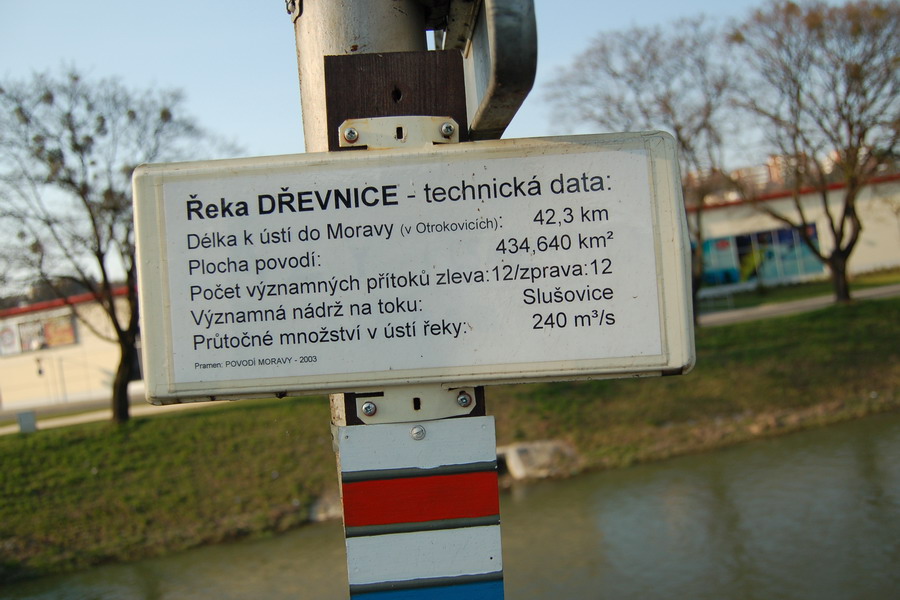 Řeka DŘEVNICE - technická data:
Délka k ústí do Moravy (v Otrokovicích): 42,3 km
Plocha povodí: 434,640 km²
Počet významných přítoků zleva:12/zprava:12
Významná nádrž na toku: Slušovice
Průtočné množství v ústí řeky: 240 m³/s
Pramen: POVODÍ MORAVY - 2003